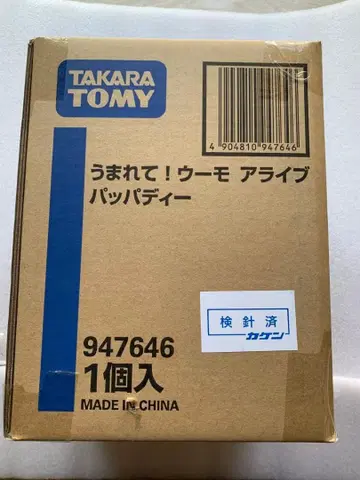 TAKARA
TOMY
4 904810 947646
うまれて！ウーモ アライブ
パッパディー
検針済
カケン
947646
1個入
MADE IN CHINA